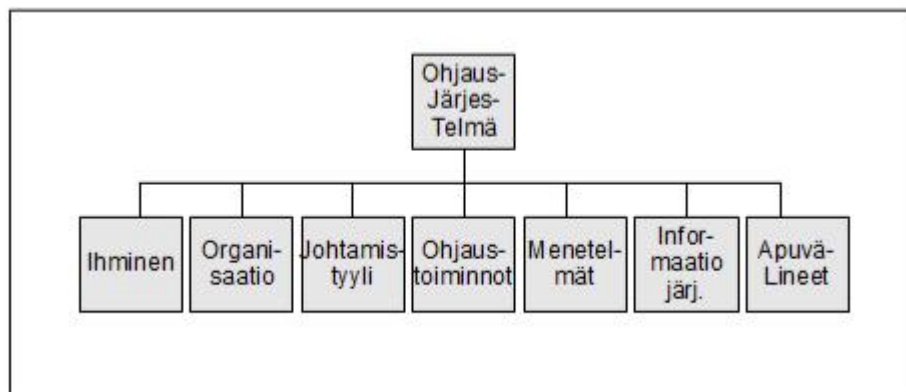 Ohjaus-
Järjes-
Telmä
Ihminen
Organi-
saatio
Johtamis-
tyyli
Ohjaus-
toiminnot
Menetel-
mät
Infor-
maatio
järj.
Apuvä-
Lineet